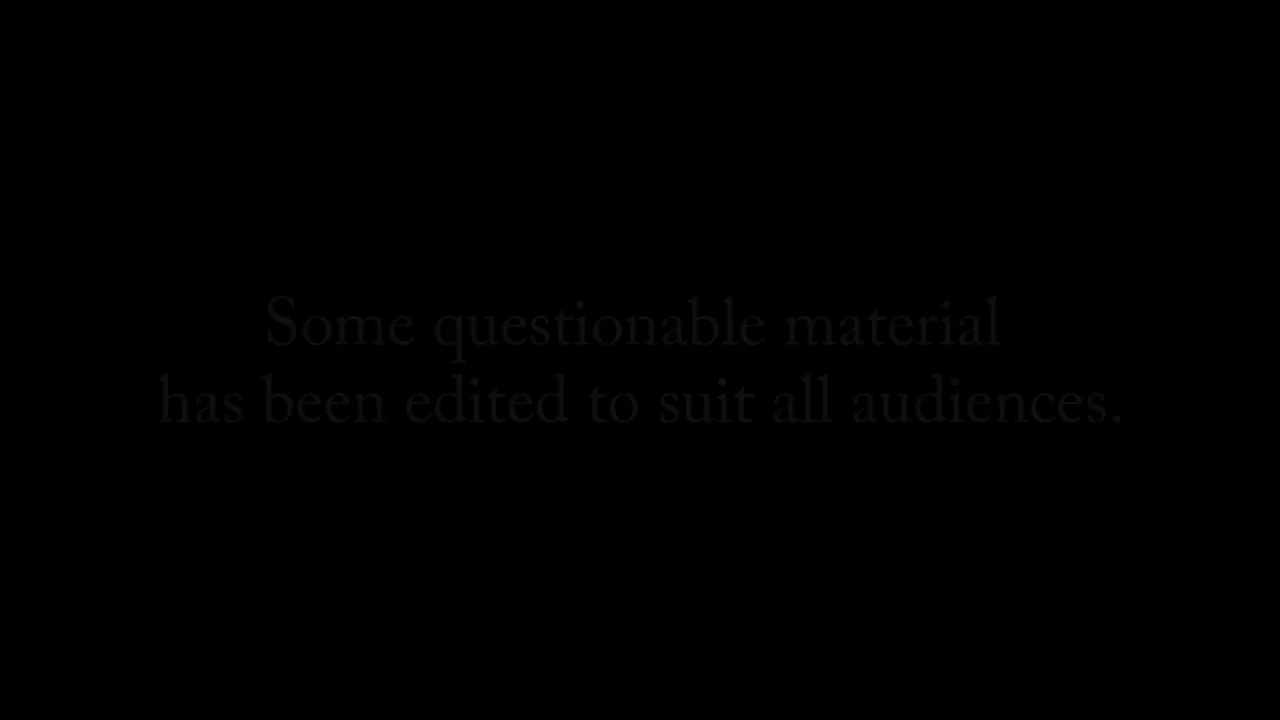 Some questionable material
has been edited to suit all audiences.